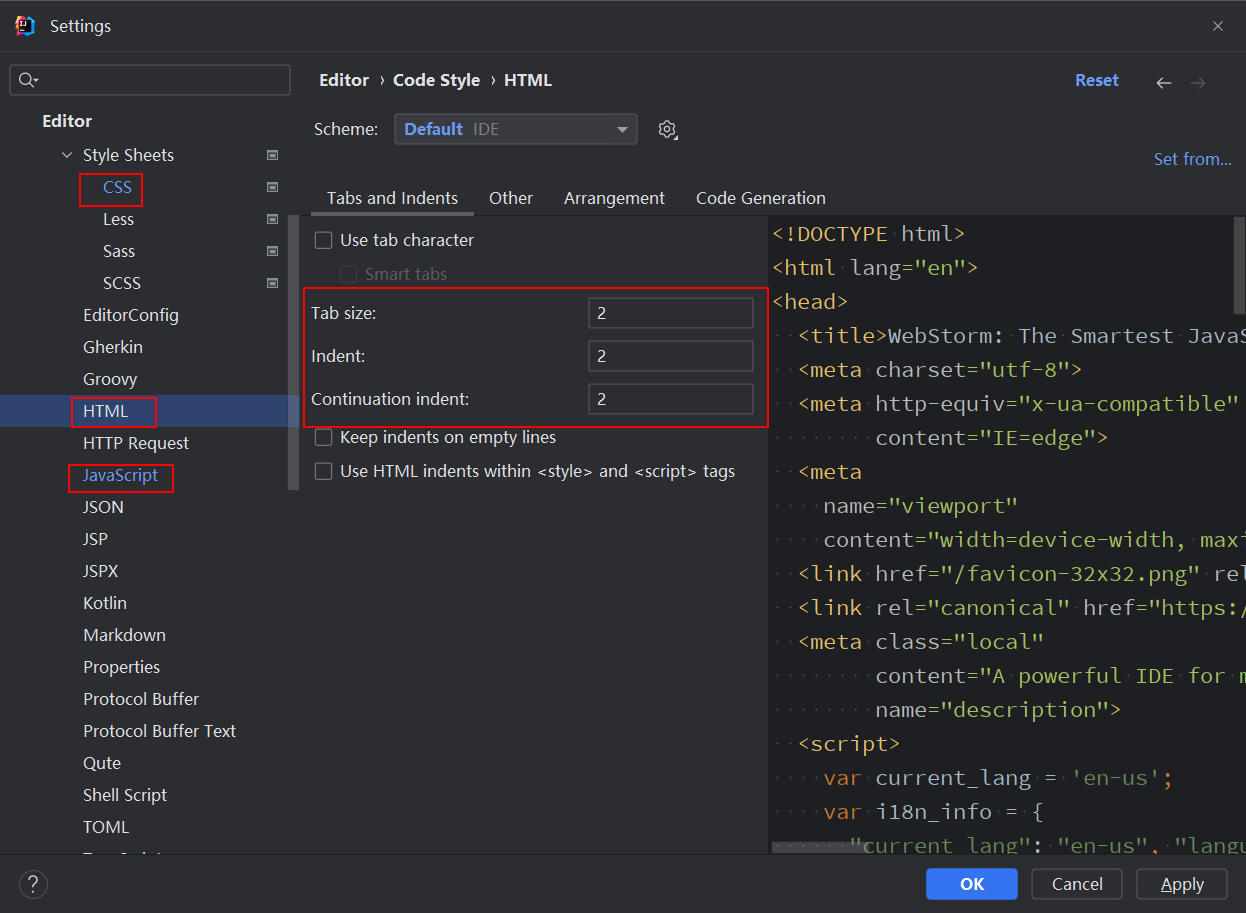 Settings
Editor › Code Style › HTML
Reset
Editor
Scheme:
Default IDE
Style Sheets
Set from...
CSS
Tabs and Indents
Other
Arrangement
Code Generation
Less
Sass
SCSS
EditorConfig
Gherkin
Groovy
HTML
HTTP Request
JavaScript
JSON
JSP
JSPX
Kotlin
Markdown
Properties
Protocol Buffer
Protocol Buffer Text
Qute
Shell Script
TOML
Use tab character
Smart tabs
Tab size: 2
Indent: 2
Continuation indent: 2
Keep indents on empty lines
Use HTML indents within <style> and <script> tags
<!DOCTYPE html>
<html lang="en">
<head>
<title>WebStorm: The Smartest JavaS
<meta charset="utf-8">
<meta http-equiv="x-ua-compatible"
content="IE=edge">
<meta
name="viewport"
content="width=device-width, maxi
<link href="/favicon-32x32.png" rel
<link rel="canonical" href="https:/
<meta class="local"
content="A powerful IDE for m
name="description">
<script>
var current_lang = 'en-us';
var i18n_info = {
"current_lang": "en-us", "langu
?
OK
Cancel
Apply